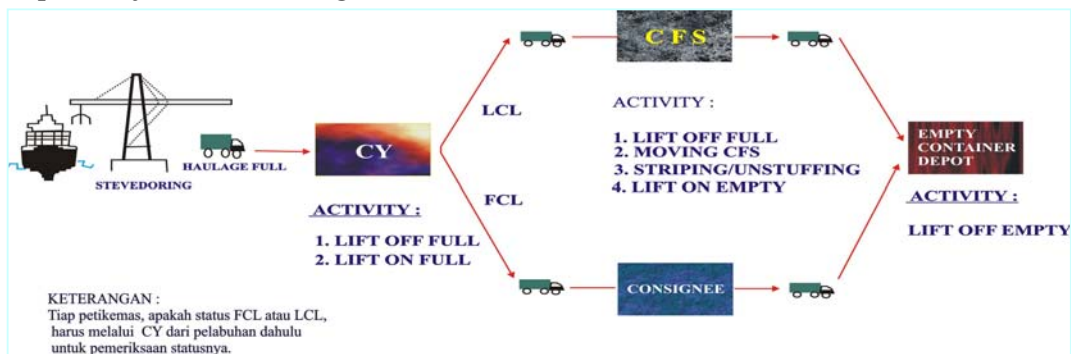 STEVEDORING
HAULAGE FULL
CY
ACTIVITY :
1. LIFT OFF FULL
2. LIFT ON FULL
LCL
FCL
CFS
ACTIVITY :
1. LIFT OFF FULL
2. MOVING CFS
3. STRIPING/UNSTUFFING
4. LIFT ON EMPTY
CONSIGNEE
EMPTY
CONTAINER
DEPOT
ACTIVITY :
LIFT OFF EMPTY
KETERANGAN :
Tiap petikemas, apakah status FCL atau LCL,
harus melalui CY dari pelabuhan dahulu
untuk pemeriksaan statusnya.